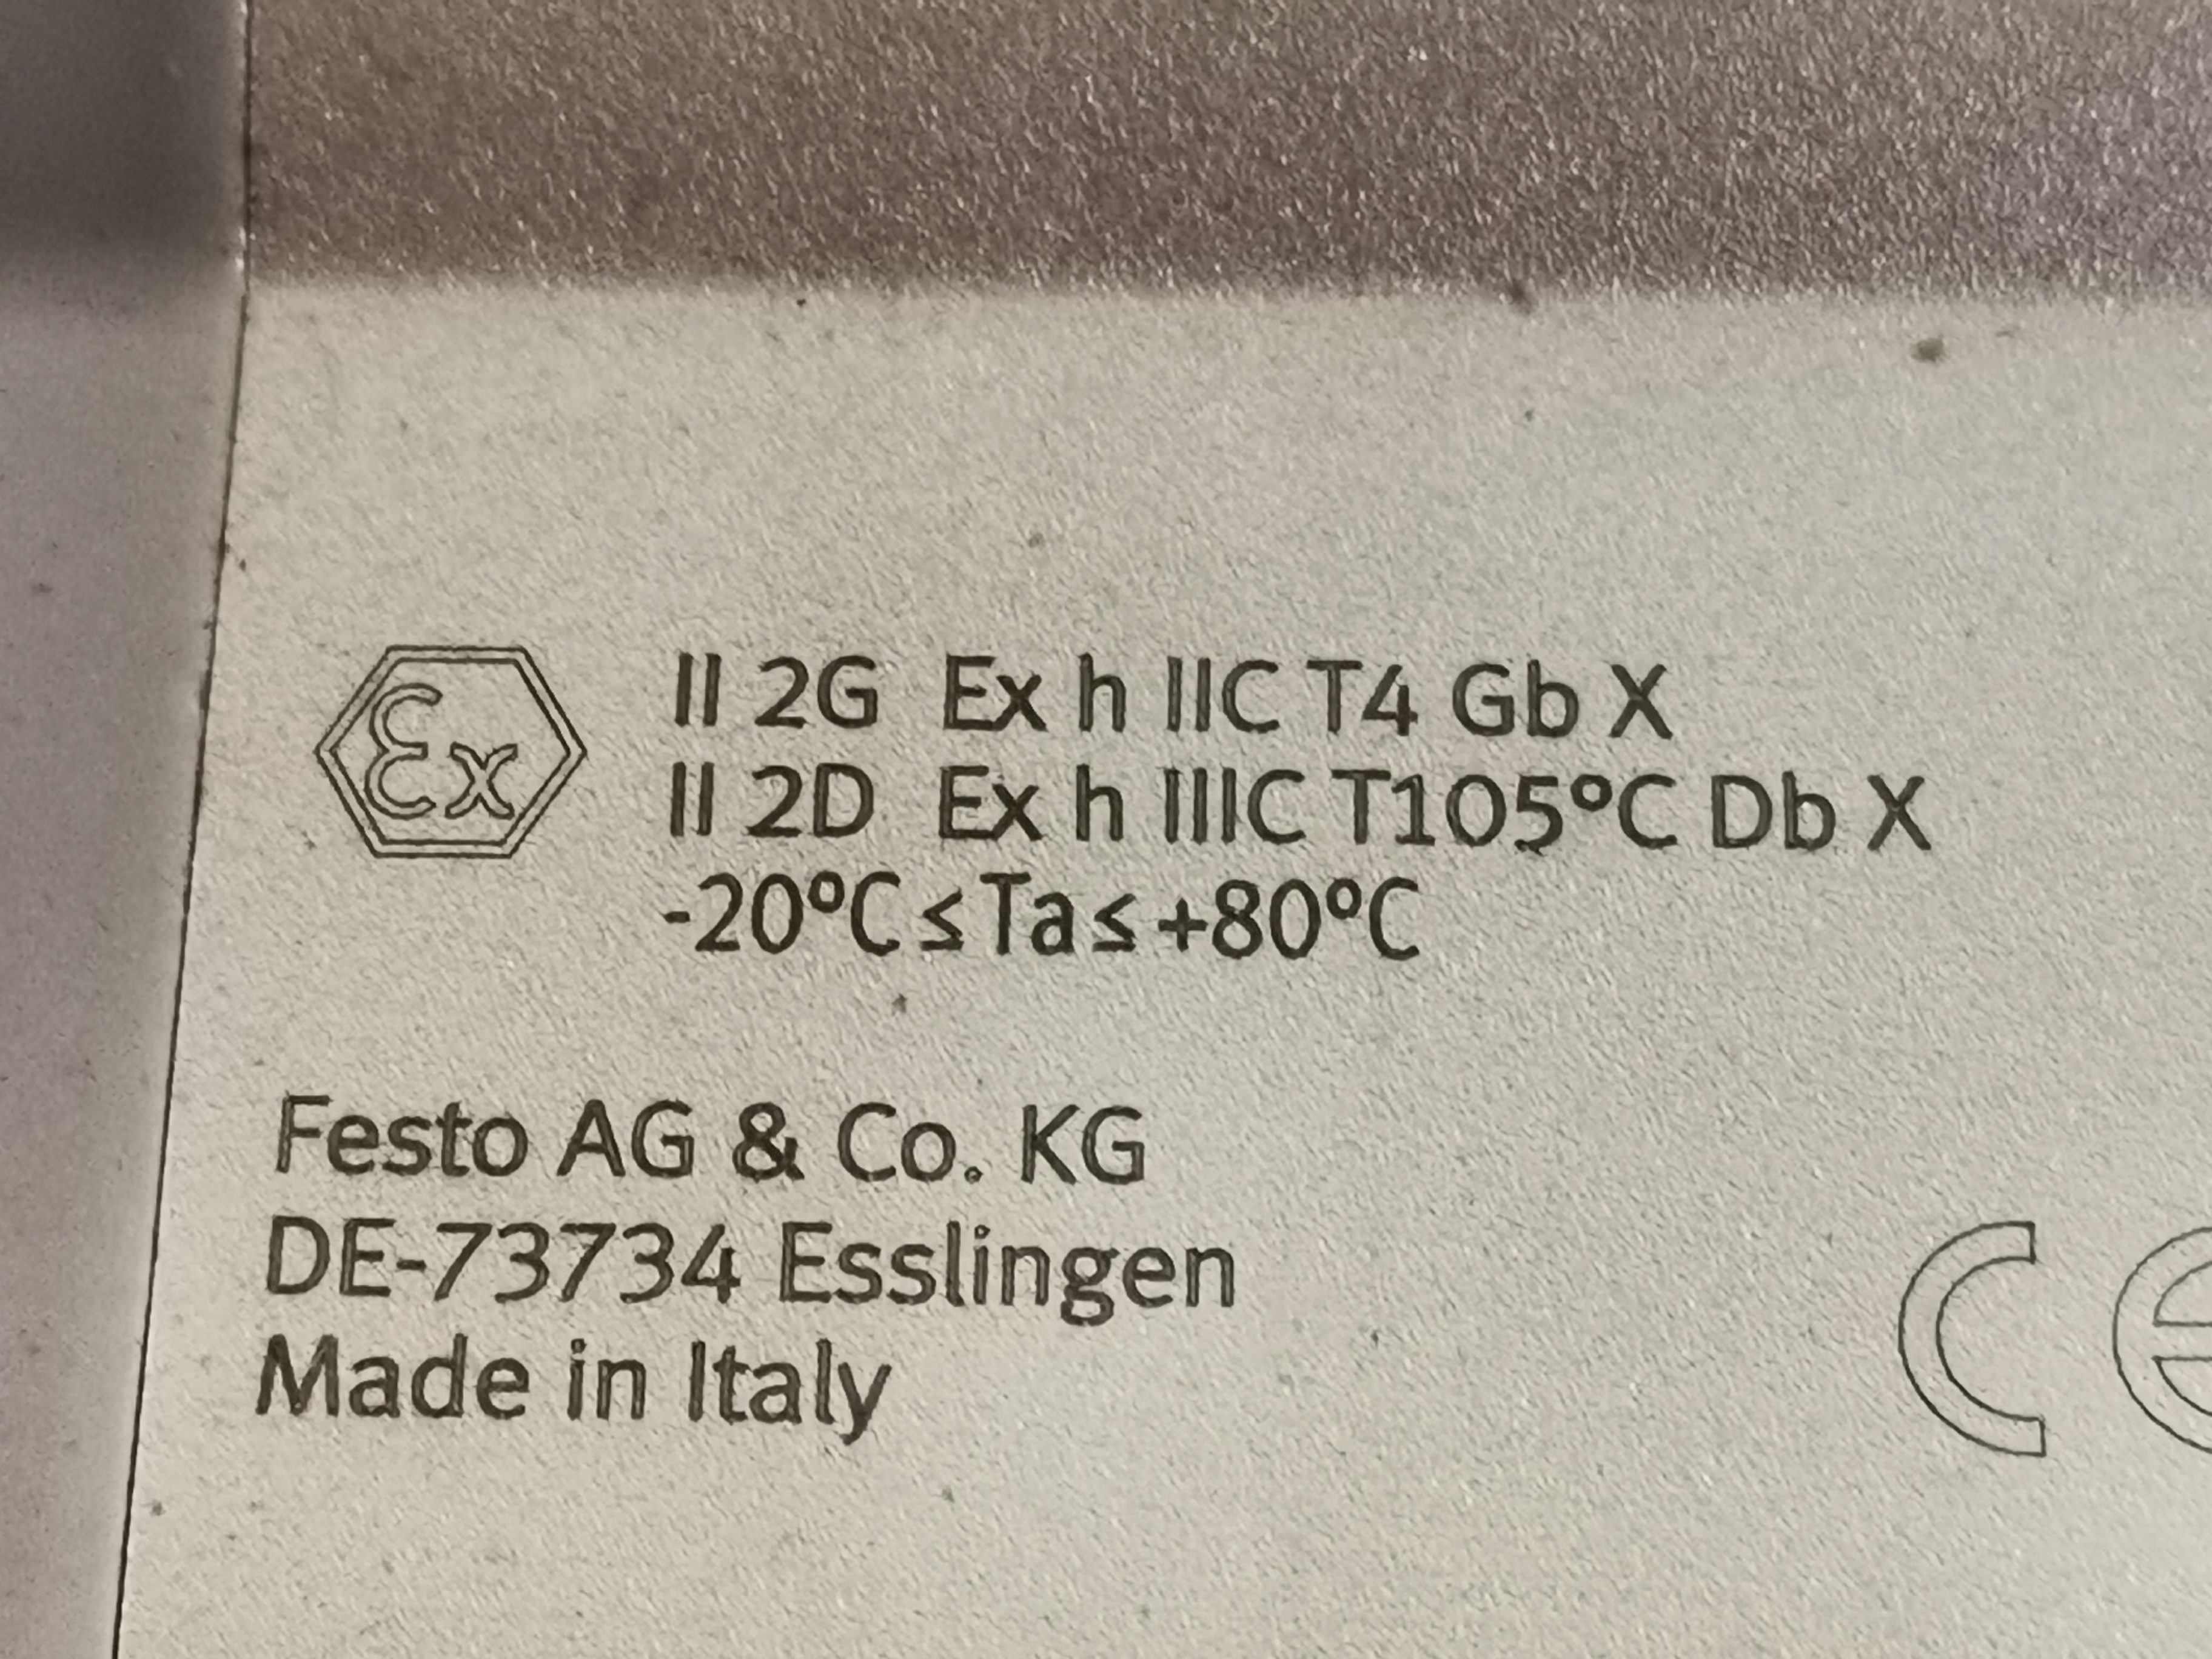 Ex
II 2G Ex h IIC T4 Gb X
II 2D Ex h IIIC T105°C Db X
-20°C ≤ Ta ≤ +80°C
Festo AG & Co. KG
DE-73734 Esslingen
Made in Italy
CE